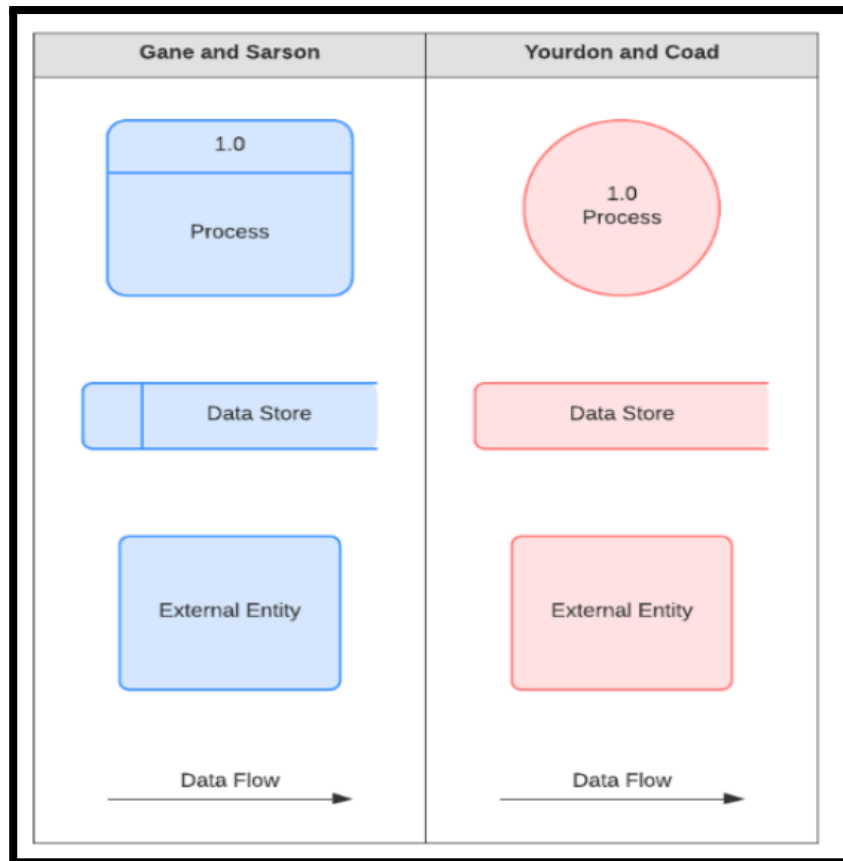 Gane and Sarson
Yourdon and Coad
1.0
Process
1.0
Process
Data Store
Data Store
External Entity
External Entity
Data Flow
Data Flow